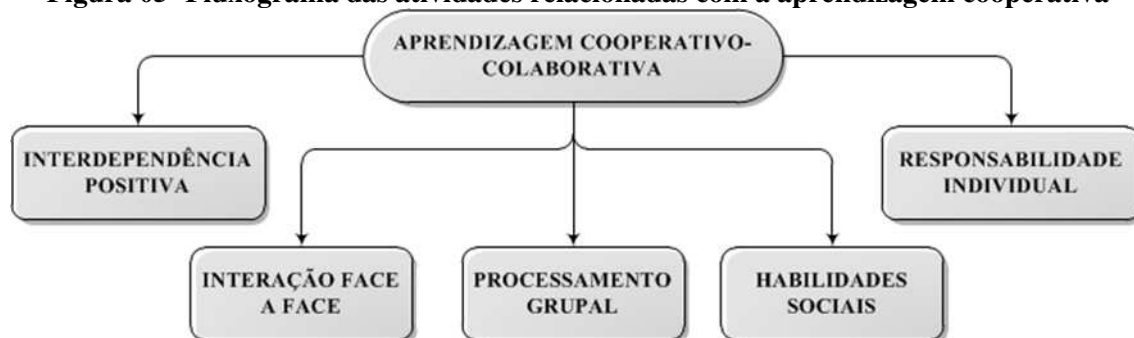 Figura 03- Fluxograma das atividades relacionadas com a aprendizagem cooperativa
APRENDIZAGEM COOPERATIVO-
COLABORATIVA
INTERDEPENDÊNCIA
POSITIVA
RESPONSABILIDADE
INDIVIDUAL
INTERAÇÃO FACE
A FACE
PROCESSAMENTO
GRUPAL
HABILIDADES
SOCIAIS